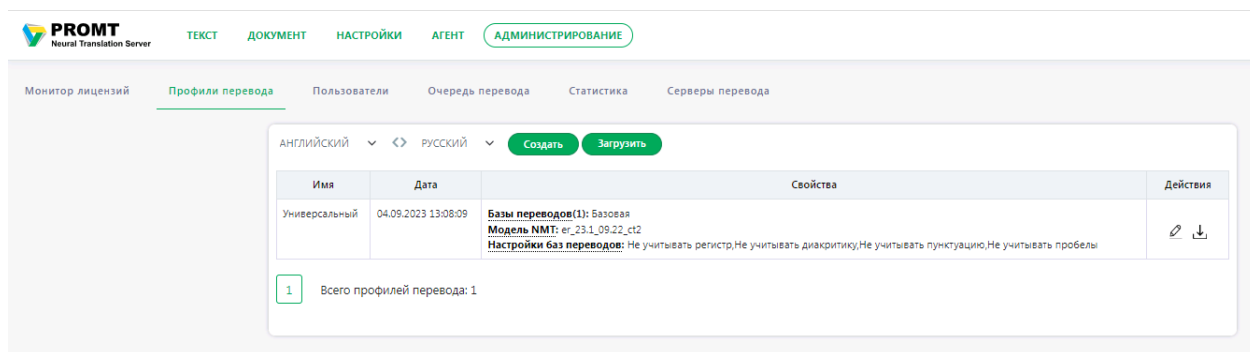 PROMT
Neural Translation Server
ТЕКСТ ДОКУМЕНТ НАСТРОЙКИ АГЕНТ АДМИНИСТРИРОВАНИЕ
Монитор лицензий Профили перевода Пользователи Очередь перевода Статистика Серверы перевода
АНГЛИЙСКИЙ <> РУССКИЙ Создать Загрузить
Имя Дата Свойства Действия
Универсальный 04.09.2023 13:08:09 Базы переводов(1): Базовая
Модель NMT: er_23.1_09.22_ct2
Настройки баз переводов: Не учитывать регистр,Не учитывать диакритику,Не учитывать пунктуацию,Не учитывать пробелы
1 Всего профилей перевода: 1